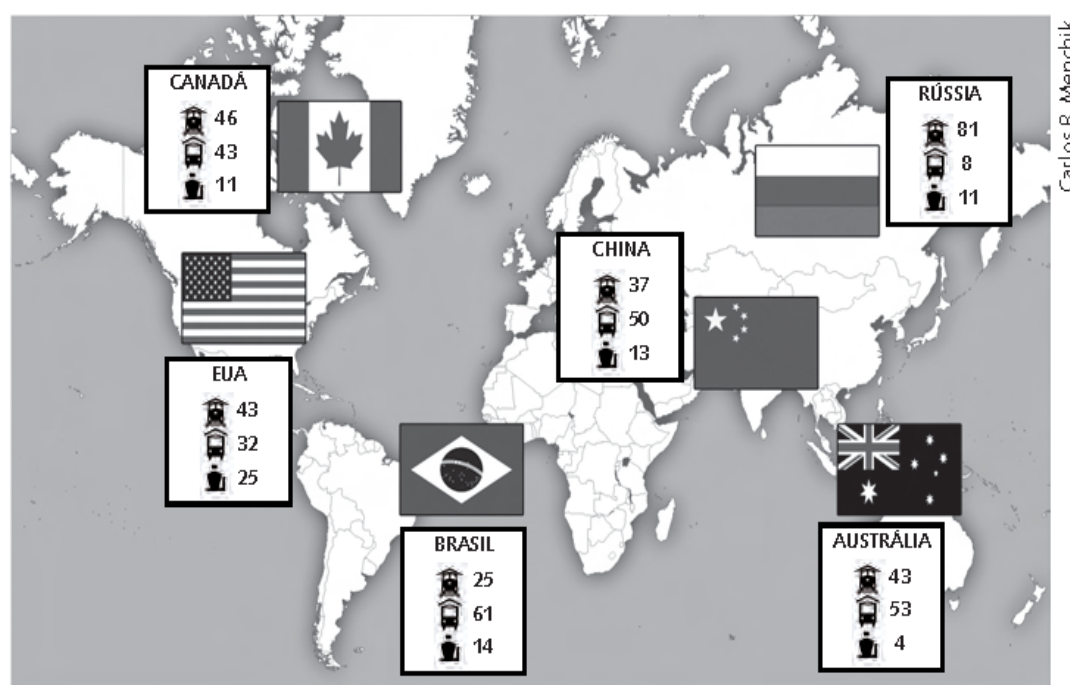 CANADÁ
46
43
11
RÚSSIA
81
8
11
CHINA
37
50
13
EUA
43
32
25
BRASIL
25
61
14
AUSTRÁLIA
43
53
4
Carlos R. Menchik